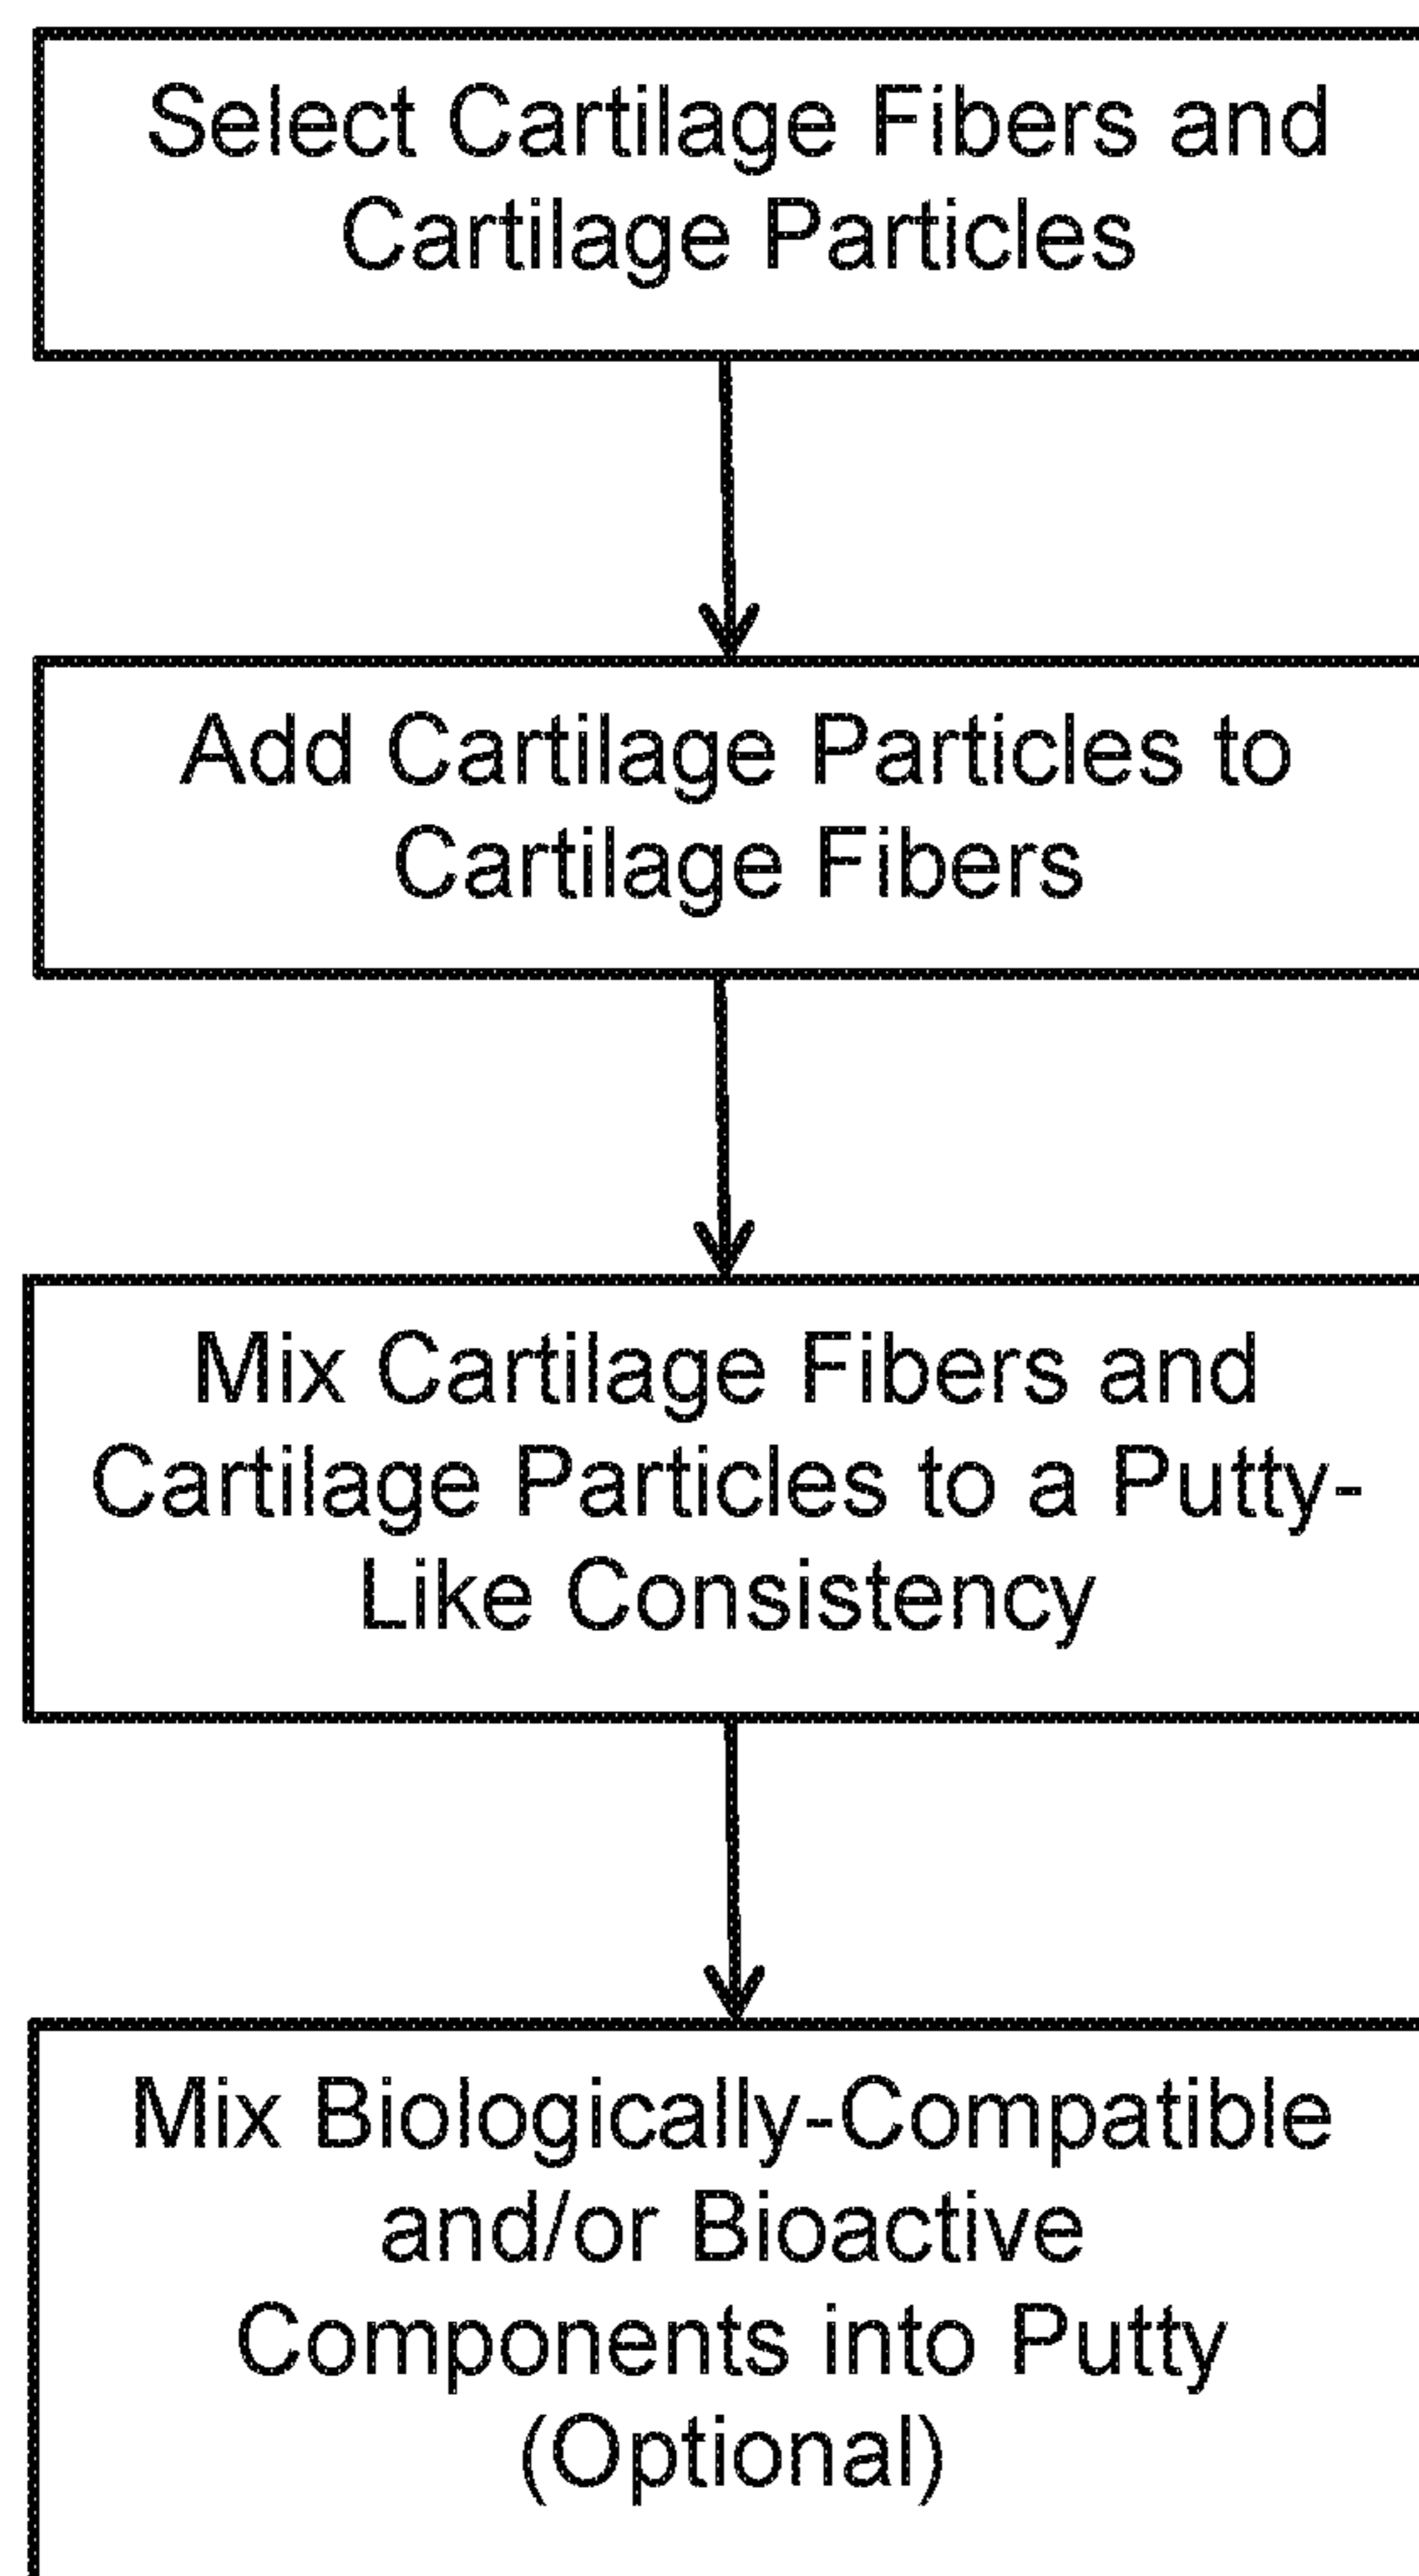 Select Cartilage Fibers and
Cartilage Particles
Add Cartilage Particles to
Cartilage Fibers
Mix Cartilage Fibers and
Cartilage Particles to a Putty-
Like Consistency
Mix Biologically-Compatible
and/or Bioactive
Components into Putty
(Optional)